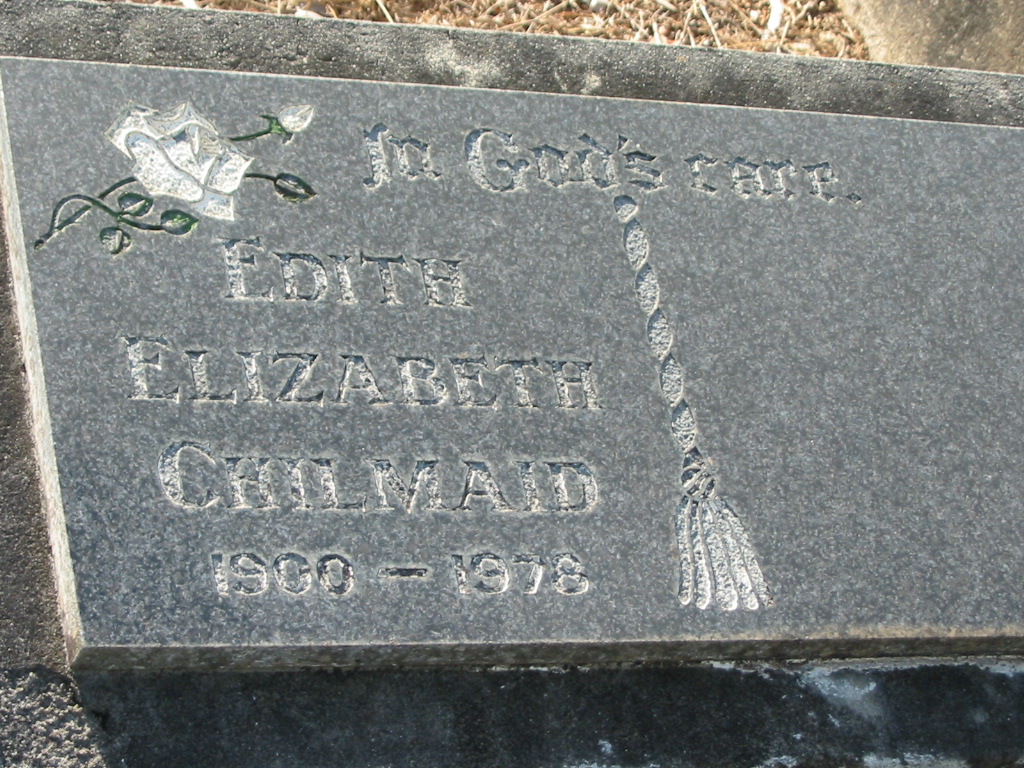 In God's care.
EDITH
ELIZABETH
CHILMAID
1900 - 1978